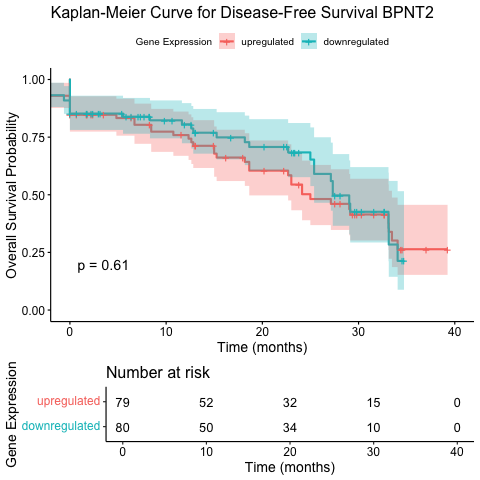 Kaplan-Meier Curve for Disease-Free Survival BPNT2
Gene Expression upregulated downregulated
Overall Survival Probability
1.00
0.75
0.50
0.25
0.00
p = 0.61
0 10 20 30 40
Time (months)
Number at risk
Gene Expression
upregulated 79 52 32 15 0
downregulated 80 50 34 10 0
0 10 20 30 40
Time (months)